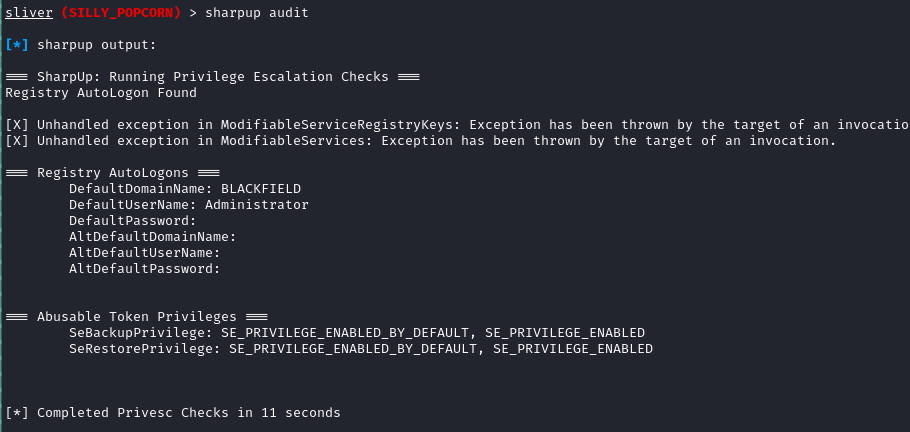 sliver (SILLY_POPCORN) > sharpup audit
[*] sharpup output:
=== SharpUp: Running Privilege Escalation Checks ===
Registry AutoLogon Found
[X] Unhandled exception in ModifiableServiceRegistryKeys: Exception has been thrown by the target of an invocatio
[X] Unhandled exception in ModifiableServices: Exception has been thrown by the target of an invocation.
=== Registry AutoLogons ===
DefaultDomainName: BLACKFIELD
DefaultUserName: Administrator
DefaultPassword:
AltDefaultDomainName:
AltDefaultUserName:
AltDefaultPassword:
=== Abusable Token Privileges ===
SeBackupPrivilege: SE_PRIVILEGE_ENABLED_BY_DEFAULT, SE_PRIVILEGE_ENABLED
SeRestorePrivilege: SE_PRIVILEGE_ENABLED_BY_DEFAULT, SE_PRIVILEGE_ENABLED
[*] Completed Privesc Checks in 11 seconds